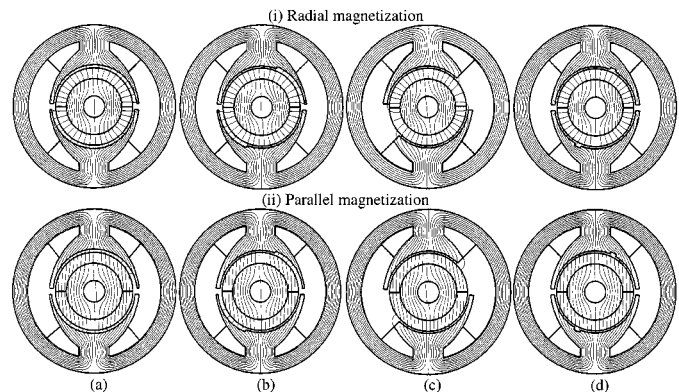 (i) Radial magnetization
(ii) Parallel magnetization
(a) (b) (c) (d)